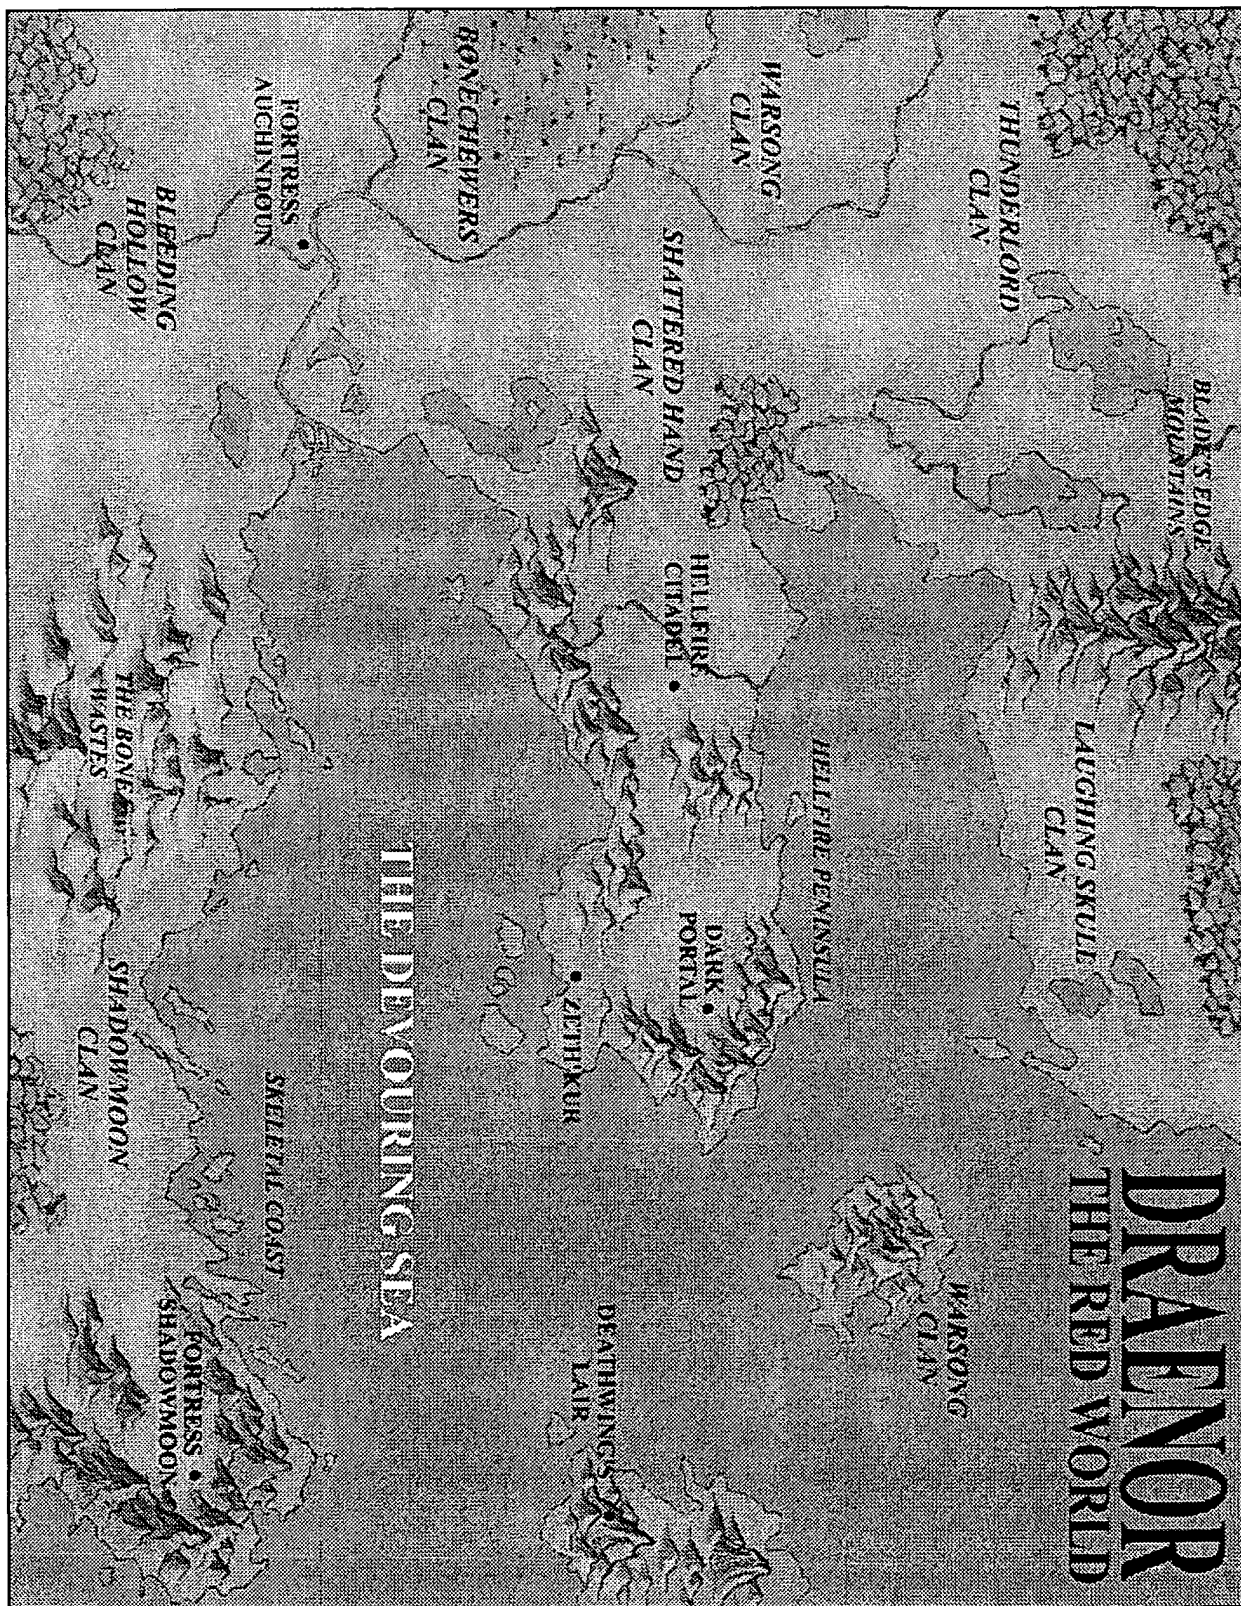 DRAENOR
THE RED WORLD
BLADE'S EDGE
MOUNTAINS
THUNDERLORD
CLAN
LAUGHING SKULL
CLAN
WARSONG
CLAN
HELLFIRE PENINSULA
WARSONG
CLAN
SHATTERED HAND
CLAN
HELLFIRE
CITADEL
DARK
PORTAL
DEATHWING'S
LAIR
ZETH'KUR
BONECHEWERS
CLAN
THE DEVOURING SEA
FORTRESS
AUCHINDOUN
SKELETAL COAST
BLEEDING
HOLLOW
CLAN
THE BONE
WASTES
SHADOWMOON
CLAN
FORTRESS
SHADOWMOON